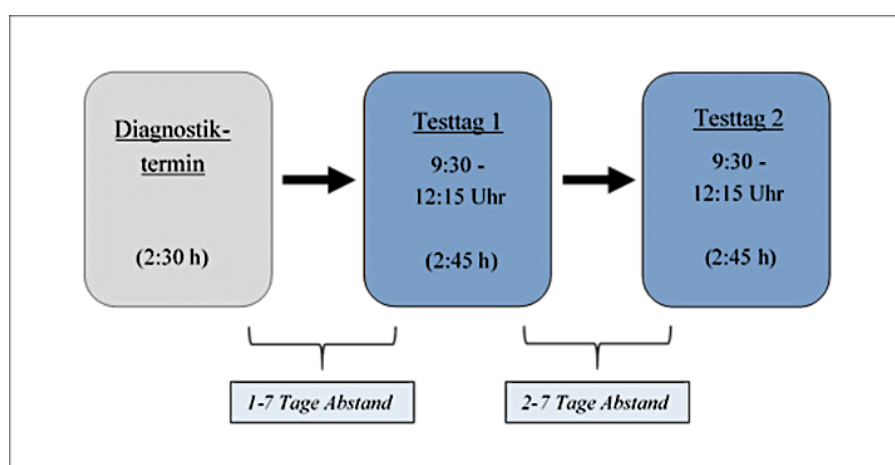 Diagnostik-
termin
(2:30 h)
Testtag 1
9:30 -
12:15 Uhr
(2:45 h)
Testtag 2
9:30 -
12:15 Uhr
(2:45 h)
1-7 Tage Abstand
2-7 Tage Abstand